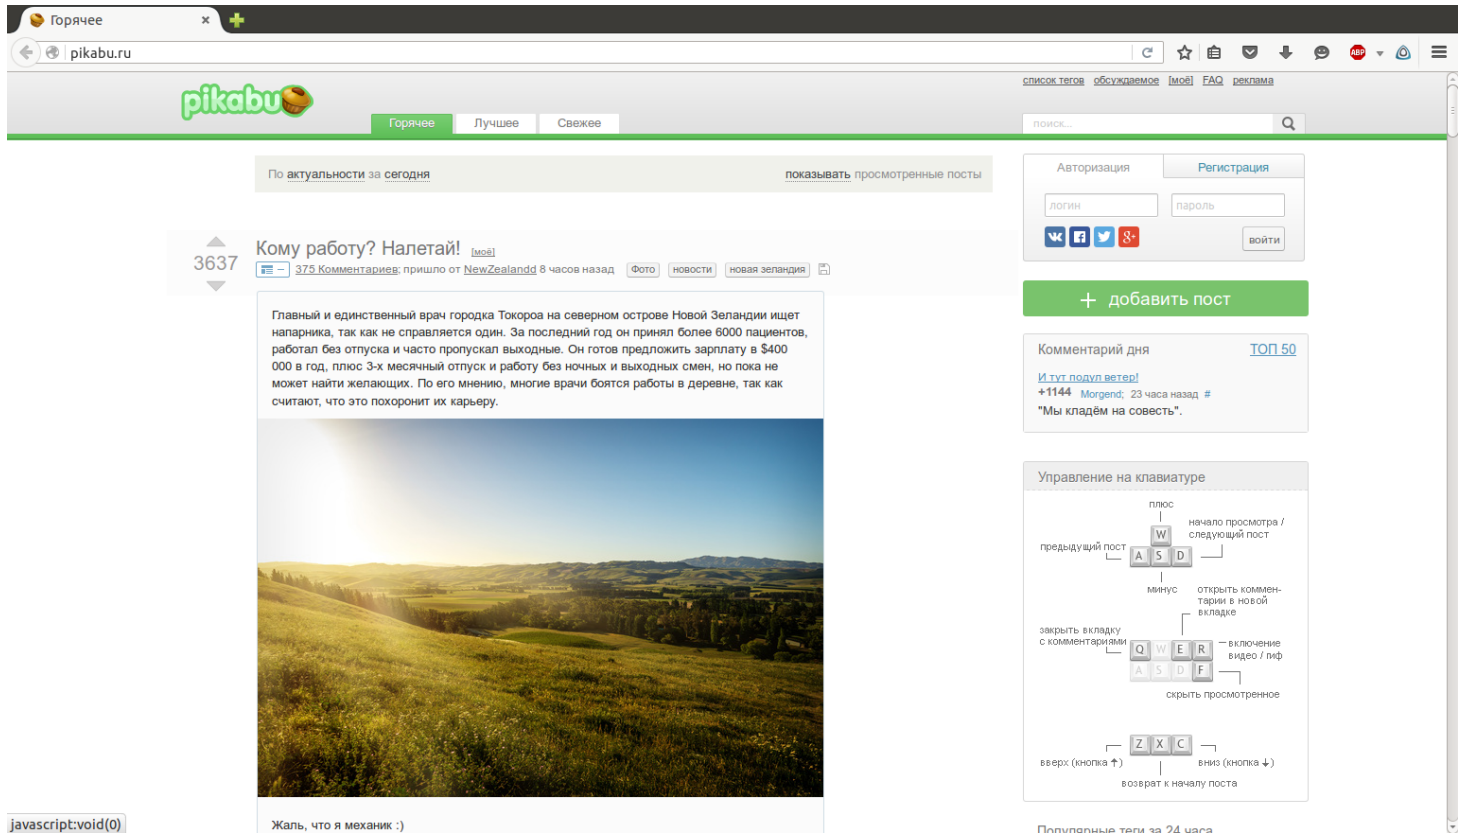 Горячее
pikabu.ru
ABP
список тегов обсуждаемое [моё] FAQ реклама
pikabu
Горячее Лучшее Свежее
поиск...
По актуальности за сегодня
показывать просмотренные посты
Авторизация Регистрация
логин пароль
войти
3637
Кому работу? Налетай! [моё]
375 Комментариев; пришло от NewZealandd 8 часов назад Фото новости новая зеландия
Главный и единственный врач городка Токороа на северном острове Новой Зеландии ищет
напарника, так как не справляется один. За последний год он принял более 6000 пациентов,
работал без отпуска и часто пропускал выходные. Он готов предложить зарплату в $400
000 в год, плюс 3-х месячный отпуск и работу без ночных и выходных смен, но пока не
может найти желающих. По его мнению, многие врачи боятся работы в деревне, так как
считают, что это похоронит их карьеру.
Жаль, что я механик :)
+ добавить пост
Комментарий дня ТОП 50
И тут подул ветер!
+1144 Morgend; 23 часа назад #
"Мы кладём на совесть".
Управление на клавиатуре
плюс
W
начало просмотра /
следующий пост
предыдущий пост
A S D
минус
открыть коммен-
тарии в новой
вкладке
закрыть вкладку
с комментариями
Q W E R
включение
видео / гиф
A S D F
скрыть просмотренное
Z X C
вверх (кнопка ↑)
вниз (кнопка ↓)
возврат к началу поста
Популярные теги за 24 часа
javascript:void(0)